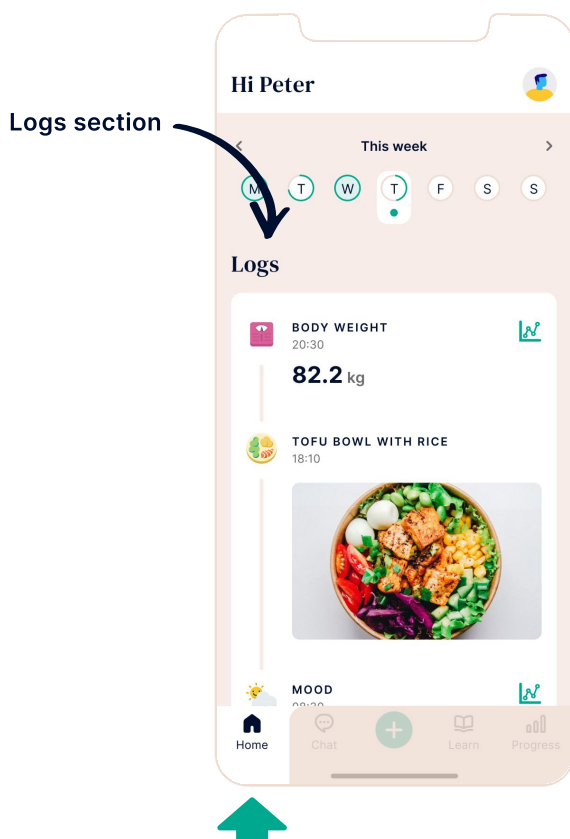 Hi Peter
Logs section
This week
M T W T F S S
Logs
BODY WEIGHT
20:30
82.2 kg
TOFU BOWL WITH RICE
18:10
MOOD
Home Chat Learn Progress